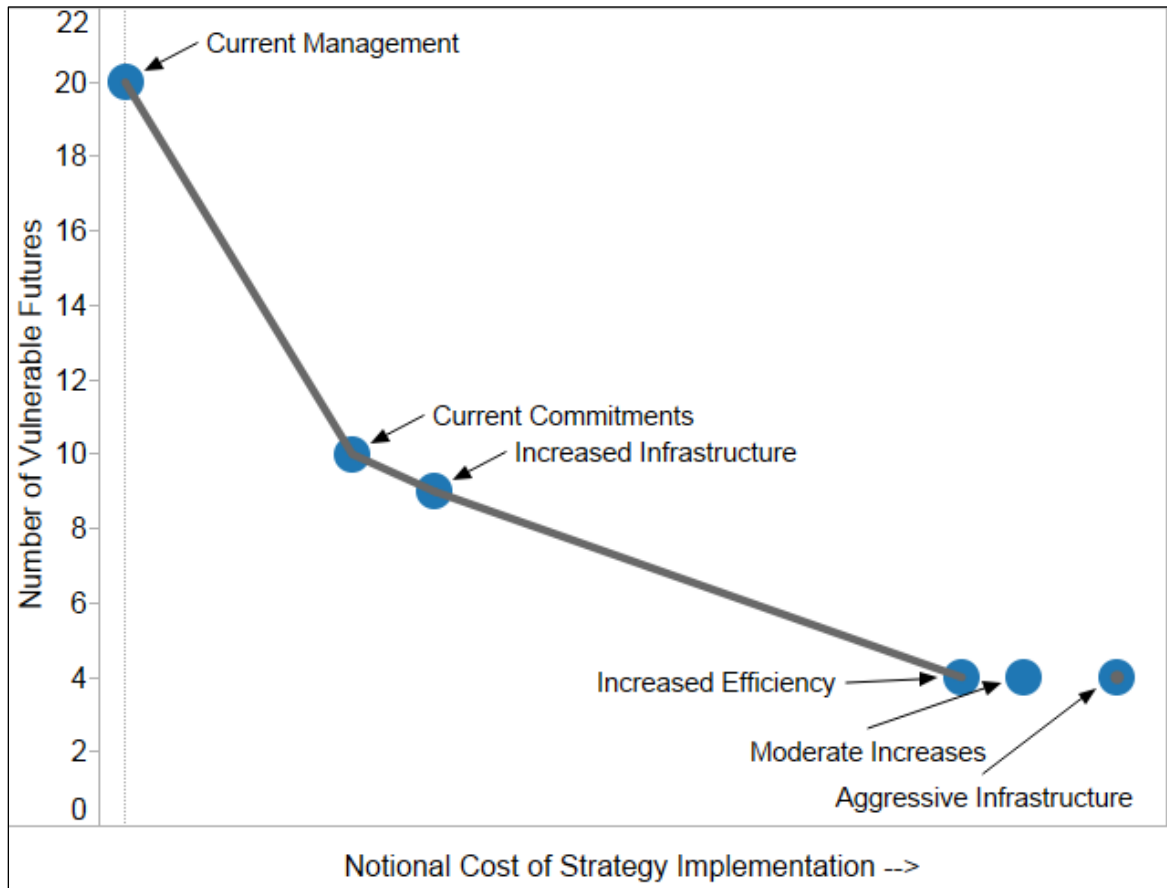 22
Current Management
20
18
16
14
12
Current Commitments
10
Increased Infrastructure
8
6
4
Increased Efficiency
Moderate Increases
2
Aggressive Infrastructure
0
Number of Vulnerable Futures
Notional Cost of Strategy Implementation -->